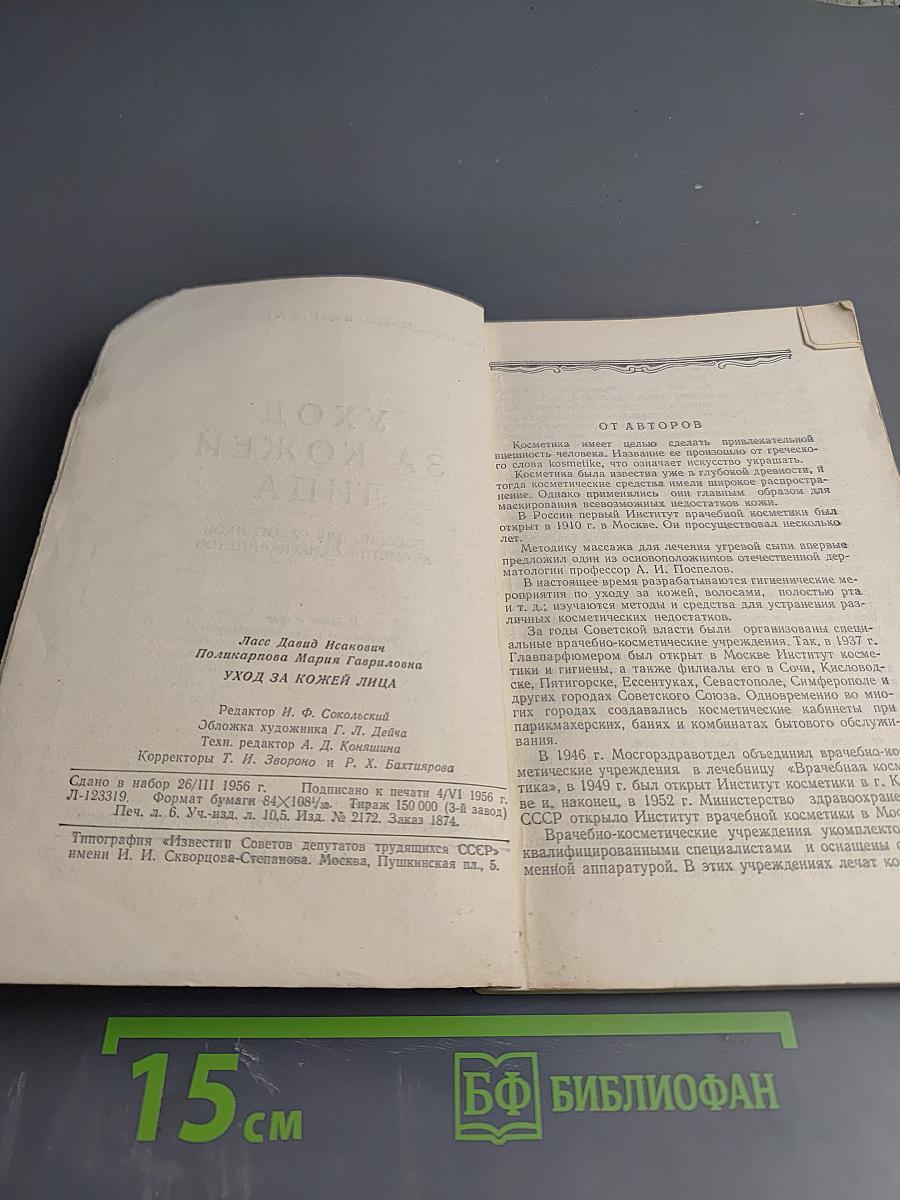 Ласс Давид Исакович
Поликарпова Мария Гавриловна
УХОД ЗА КОЖЕЙ ЛИЦА
Редактор И. Ф. Сокольский
Обложка художника Г. Л. Дейча
Техн. редактор А. Д. Коняшина
Корректоры Т. И. Звороно и Р. Х. Бахтиярова
Сдано в набор 26/III 1956 г. Подписано к печати 4/VI 1956 г.
Л-123319. Формат бумаги 84×108¹/₃₂. Тираж 150 000 (3-й завод)
Печ. л. 6. Уч.-изд. л. 10,5. Изд. № 2172. Заказ 1874.
Типография «Известия Советов депутатов трудящихся СССР»
имени И. И. Скворцова-Степанова. Москва, Пушкинская пл., 5.
ОТ АВТОРОВ
Косметика имеет целью сделать привлекательной
внешность человека. Название ее произошло от греческо-
го слова kosmetike, что означает искусство украшать.
Косметика была известна уже в глубокой древности, и
тогда косметические средства имели широкое распростра-
нение. Однако применялись они главным образом для
маскирования всевозможных недостатков кожи.
В России первый Институт врачебной косметики был
открыт в 1910 г. в Москве. Он просуществовал несколько
лет.
Методику массажа для лечения угревой сыпи впервые
предложил один из основоположников отечественной дер-
матологии профессор А. И. Поспелов.
В настоящее время разрабатываются гигиенические ме-
роприятия по уходу за кожей, волосами, полостью рта
и т. д.; изучаются методы и средства для устранения раз-
личных косметических недостатков.
За годы Советской власти были организованы специ-
альные врачебно-косметические учреждения. Так, в 1937 г.
Главпарфюмером был открыт в Москве Институт косме-
тики и гигиены, а также филиалы его в Сочи, Кисловод-
ске, Пятигорске, Ессентуках, Севастополе, Симферополе и
других городах Советского Союза. Одновременно во мно-
гих городах создавались косметические кабинеты при
парикмахерских, банях и комбинатах бытового обслужи-
вания.
В 1946 г. Мосгорздравотдел объединил врачебно-ко
метические учреждения в лечебницу «Врачебная косм
тика», в 1949 г. был открыт Институт косметики в г. К
ве и, наконец, в 1952 г. Министерство здравоохране
СССР открыло Институт врачебной косметики в Мос
Врачебно-косметические учреждения укомплекто
квалифицированными специалистами и оснащены с
менной аппаратурой. В этих учреждениях лечат ко
15 см
БФ БИБЛИОФАН